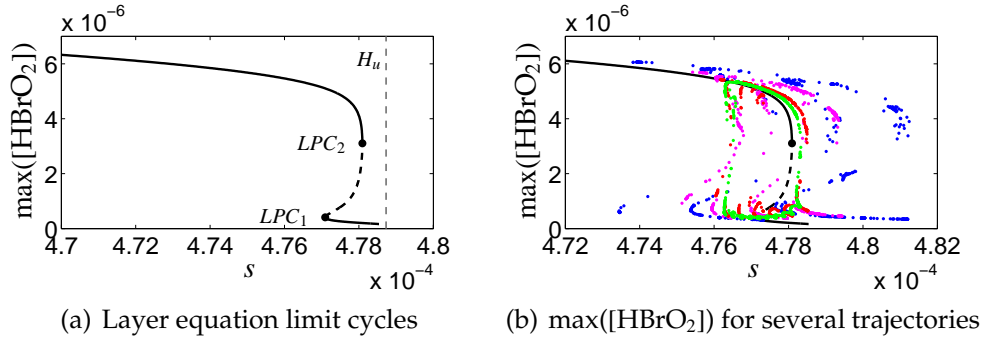 x 10⁻⁶
6
4
2
0
max([HBrO₂])
H_u
LPC₂
LPC₁
4.7 4.72 4.74 4.76 4.78 4.8
s
x 10⁻⁴
(a) Layer equation limit cycles
x 10⁻⁶
6
4
2
0
max([HBrO₂])
4.72 4.74 4.76 4.78 4.8 4.82
s
x 10⁻⁴
(b) max([HBrO₂]) for several trajectories